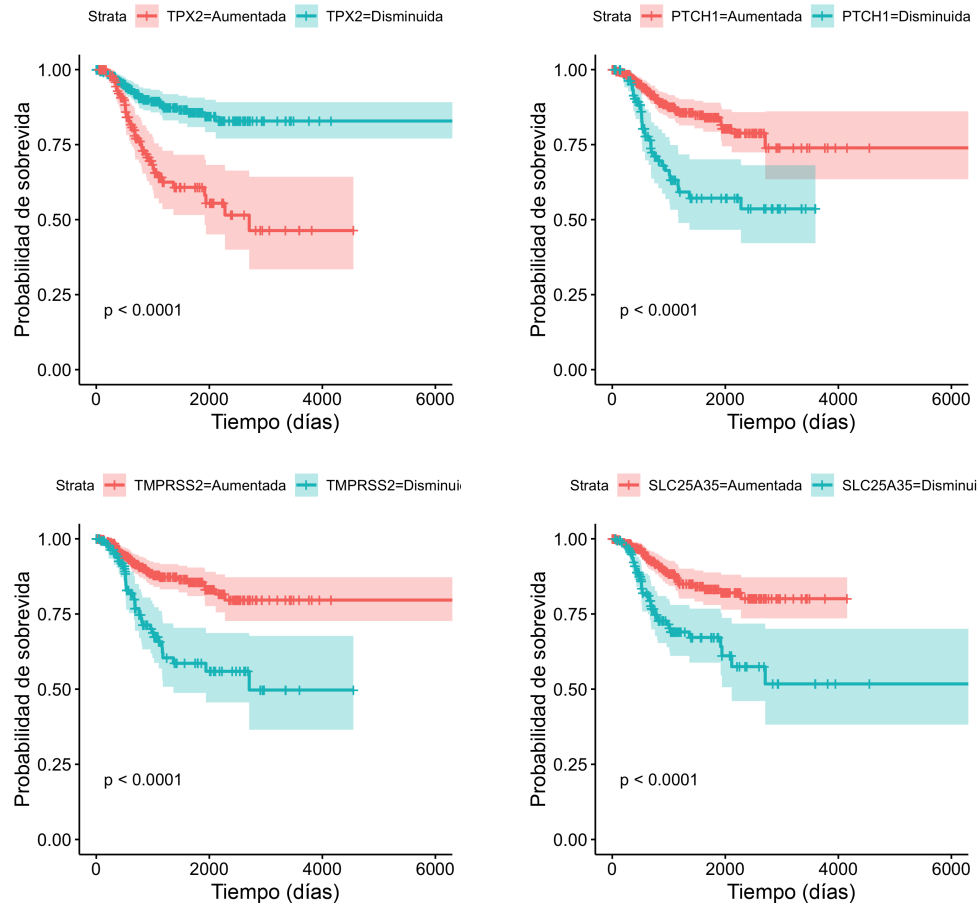 Strata TPX2=Aumentada TPX2=Disminuida
Probabilidad de sobrevida
1.00
0.75
0.50
0.25
0.00
p < 0.0001
0 2000 4000 6000
Tiempo (días)
Strata PTCH1=Aumentada PTCH1=Disminuida
Probabilidad de sobrevida
1.00
0.75
0.50
0.25
0.00
p < 0.0001
0 2000 4000 6000
Tiempo (días)
Strata TMPRSS2=Aumentada TMPRSS2=Disminui
Probabilidad de sobrevida
1.00
0.75
0.50
0.25
0.00
p < 0.0001
0 2000 4000 6000
Tiempo (días)
Strata SLC25A35=Aumentada SLC25A35=Disminui
Probabilidad de sobrevida
1.00
0.75
0.50
0.25
0.00
p < 0.0001
0 2000 4000 6000
Tiempo (días)